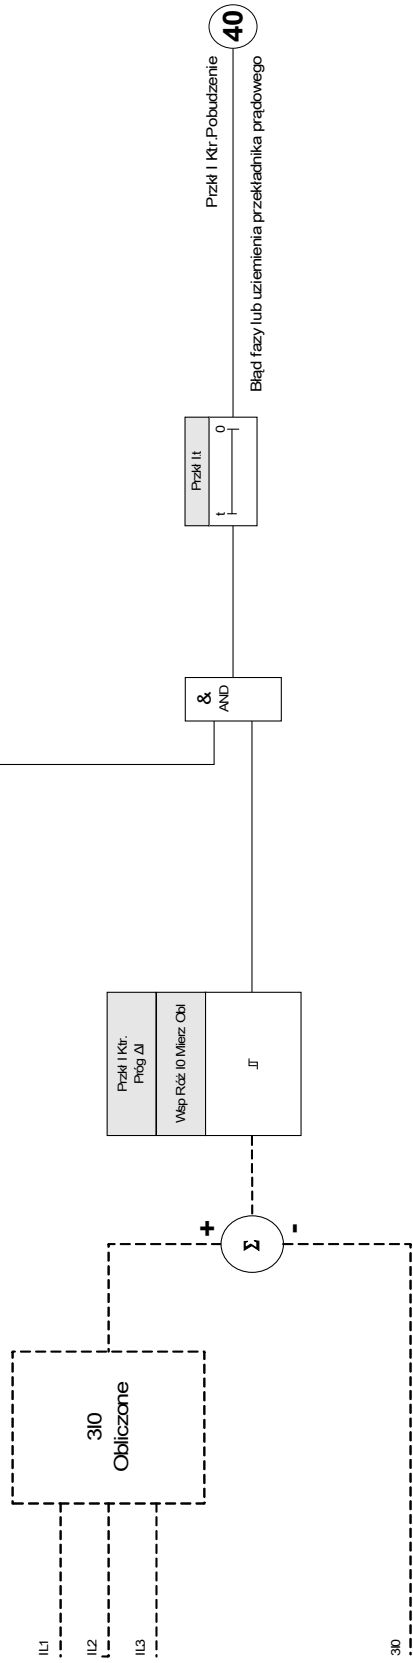 IL1
IL2
IL3
3I0
Obliczone
3I0
+
Σ
-
Przkł I Ktr.
Próg ΔI
Wsp Róż I0 Mierz Obl
&
AND
Przkł I.t
t
0
Przkł I Ktr.Pobudzenie
Błąd fazy lub uziemienia przekładnika prądowego
40